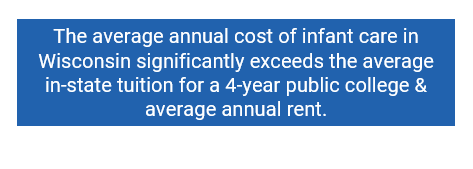 The average annual cost of infant care in
Wisconsin significantly exceeds the average
in-state tuition for a 4-year public college &
average annual rent.